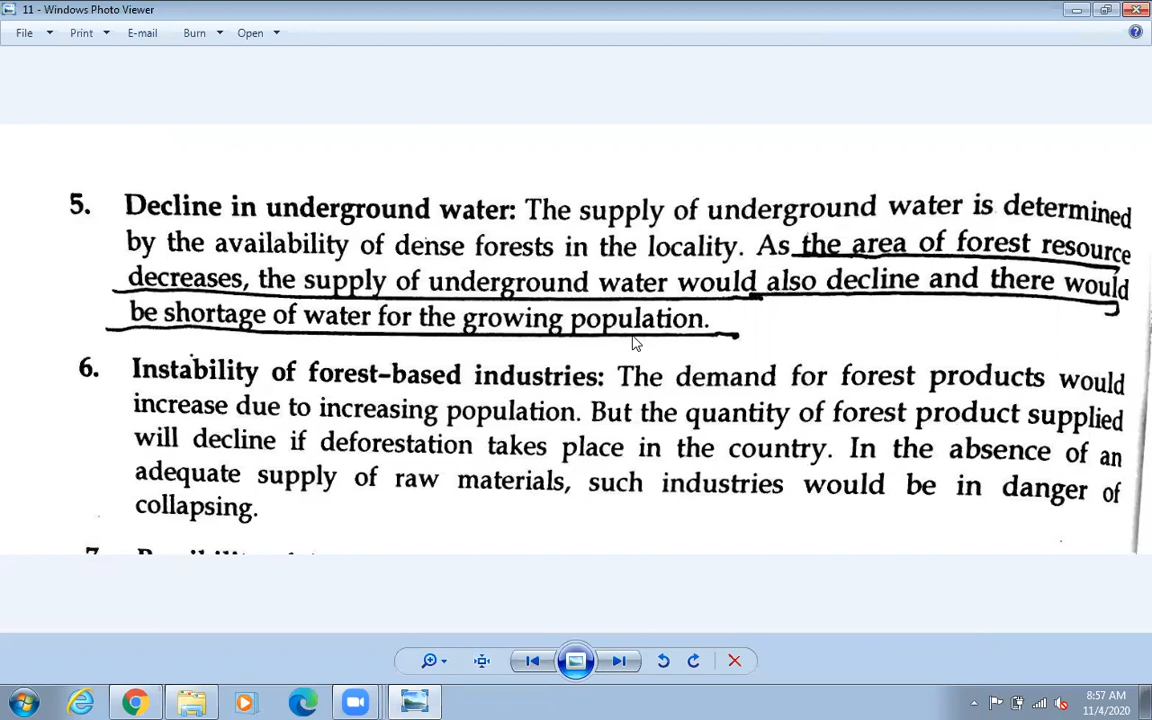 11 - Windows Photo Viewer
File Print E-mail Burn Open
5. Decline in underground water: The supply of underground water is determined
by the availability of dense forests in the locality. As the area of forest resource
decreases, the supply of underground water would also decline and there would
be shortage of water for the growing population.
6. Instability of forest-based industries: The demand for forest products would
increase due to increasing population. But the quantity of forest product supplied
will decline if deforestation takes place in the country. In the absence of an
adequate supply of raw materials, such industries would be in danger of
collapsing.
8:57 AM
11/4/2020